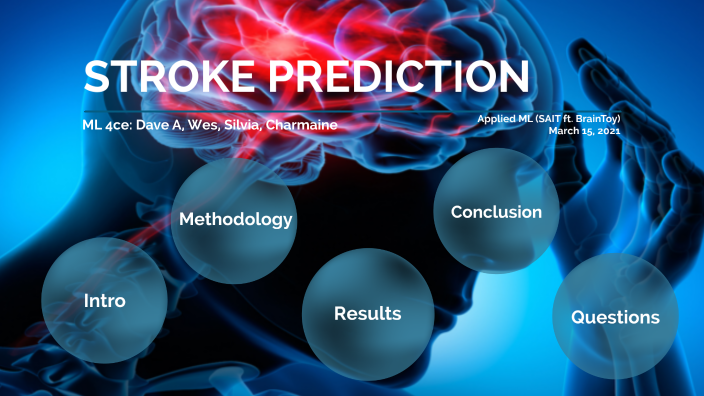 STROKE PREDICTION
ML 4ce: Dave A, Wes, Silvia, Charmaine
Applied ML (SAIT ft. BrainToy)
March 15, 2021
Intro
Methodology
Results
Conclusion
Questions